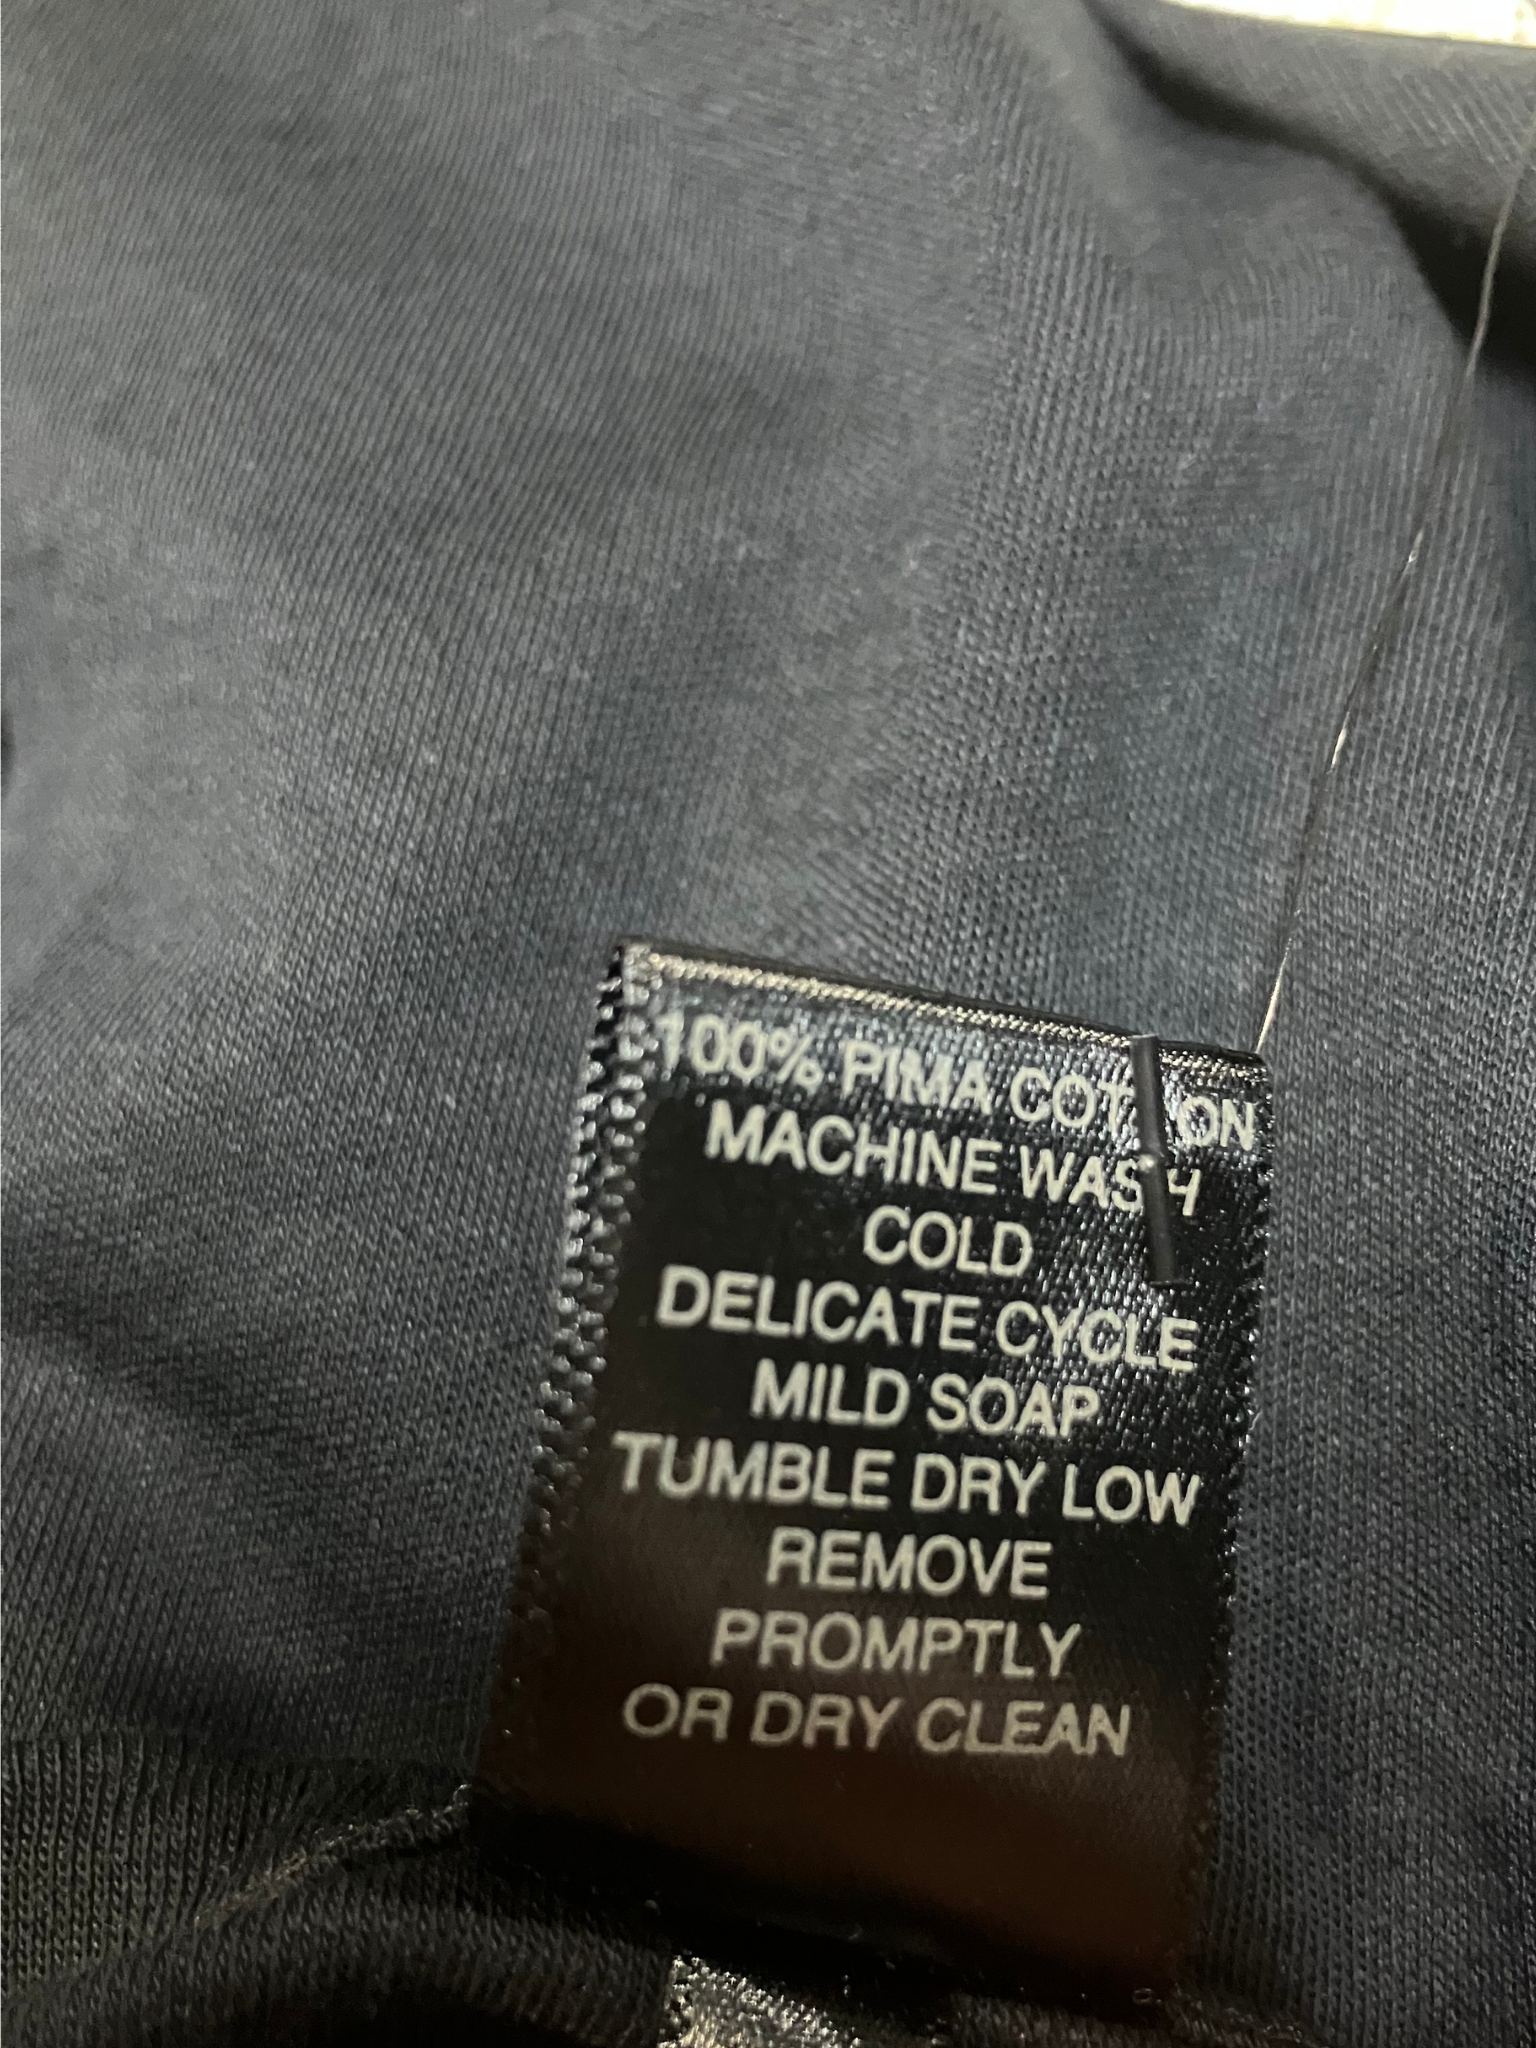 100% PIMA COTTON
MACHINE WASH
COLD
DELICATE CYCLE
MILD SOAP
TUMBLE DRY LOW
REMOVE
PROMPTLY
OR DRY CLEAN